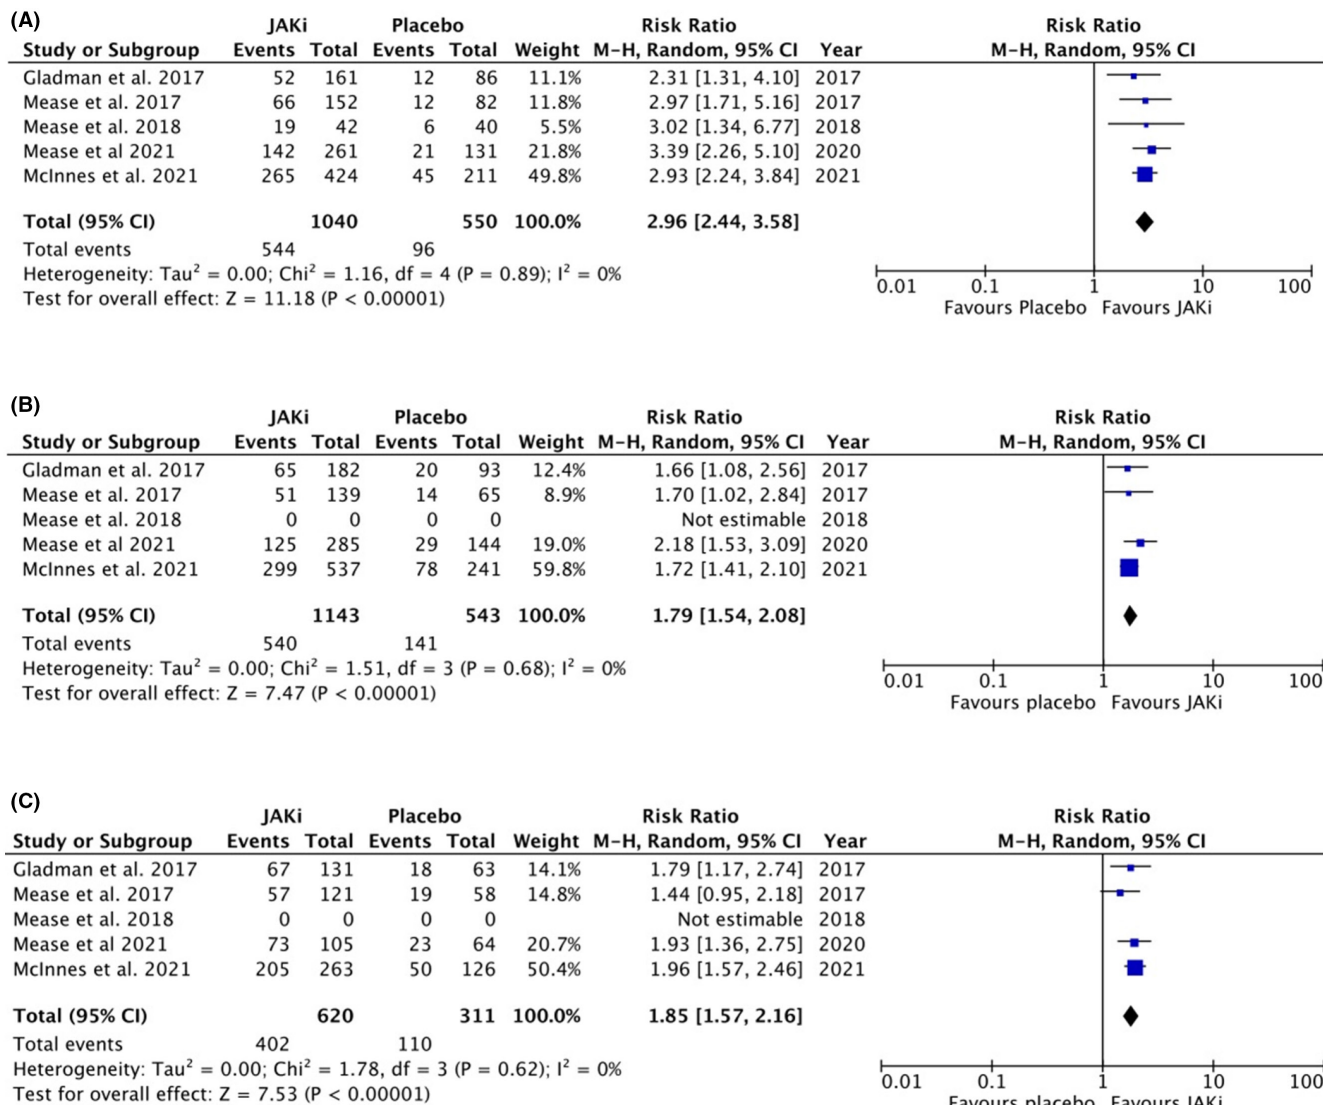 (A)
JAKi Placebo Risk Ratio Risk Ratio
Study or Subgroup Events Total Events Total Weight M-H, Random, 95% CI Year M-H, Random, 95% CI
Gladman et al. 2017 52 161 12 86 11.1% 2.31 [1.31, 4.10] 2017
Mease et al. 2017 66 152 12 82 11.8% 2.97 [1.71, 5.16] 2017
Mease et al. 2018 19 42 6 40 5.5% 3.02 [1.34, 6.77] 2018
Mease et al 2021 142 261 21 131 21.8% 3.39 [2.26, 5.10] 2020
McInnes et al. 2021 265 424 45 211 49.8% 2.93 [2.24, 3.84] 2021
Total (95% CI) 1040 550 100.0% 2.96 [2.44, 3.58]
Total events 544 96
Heterogeneity: Tau² = 0.00; Chi² = 1.16, df = 4 (P = 0.89); I² = 0%
Test for overall effect: Z = 11.18 (P < 0.00001)
0.01 0.1 1 10 100
Favours Placebo Favours JAKi
(B)
JAKi Placebo Risk Ratio Risk Ratio
Study or Subgroup Events Total Events Total Weight M-H, Random, 95% CI Year M-H, Random, 95% CI
Gladman et al. 2017 65 182 20 93 12.4% 1.66 [1.08, 2.56] 2017
Mease et al. 2017 51 139 14 65 8.9% 1.70 [1.02, 2.84] 2017
Mease et al. 2018 0 0 0 0 Not estimable 2018
Mease et al 2021 125 285 29 144 19.0% 2.18 [1.53, 3.09] 2020
McInnes et al. 2021 299 537 78 241 59.8% 1.72 [1.41, 2.10] 2021
Total (95% CI) 1143 543 100.0% 1.79 [1.54, 2.08]
Total events 540 141
Heterogeneity: Tau² = 0.00; Chi² = 1.51, df = 3 (P = 0.68); I² = 0%
Test for overall effect: Z = 7.47 (P < 0.00001)
0.01 0.1 1 10 100
Favours placebo Favours JAKi
(C)
JAKi Placebo Risk Ratio Risk Ratio
Study or Subgroup Events Total Events Total Weight M-H, Random, 95% CI Year M-H, Random, 95% CI
Gladman et al. 2017 67 131 18 63 14.1% 1.79 [1.17, 2.74] 2017
Mease et al. 2017 57 121 19 58 14.8% 1.44 [0.95, 2.18] 2017
Mease et al. 2018 0 0 0 0 Not estimable 2018
Mease et al 2021 73 105 23 64 20.7% 1.93 [1.36, 2.75] 2020
McInnes et al. 2021 205 263 50 126 50.4% 1.96 [1.57, 2.46] 2021
Total (95% CI) 620 311 100.0% 1.85 [1.57, 2.16]
Total events 402 110
Heterogeneity: Tau² = 0.00; Chi² = 1.78, df = 3 (P = 0.62); I² = 0%
Test for overall effect: Z = 7.53 (P < 0.00001)
0.01 0.1 1 10 100
Favours placebo Favours JAKi